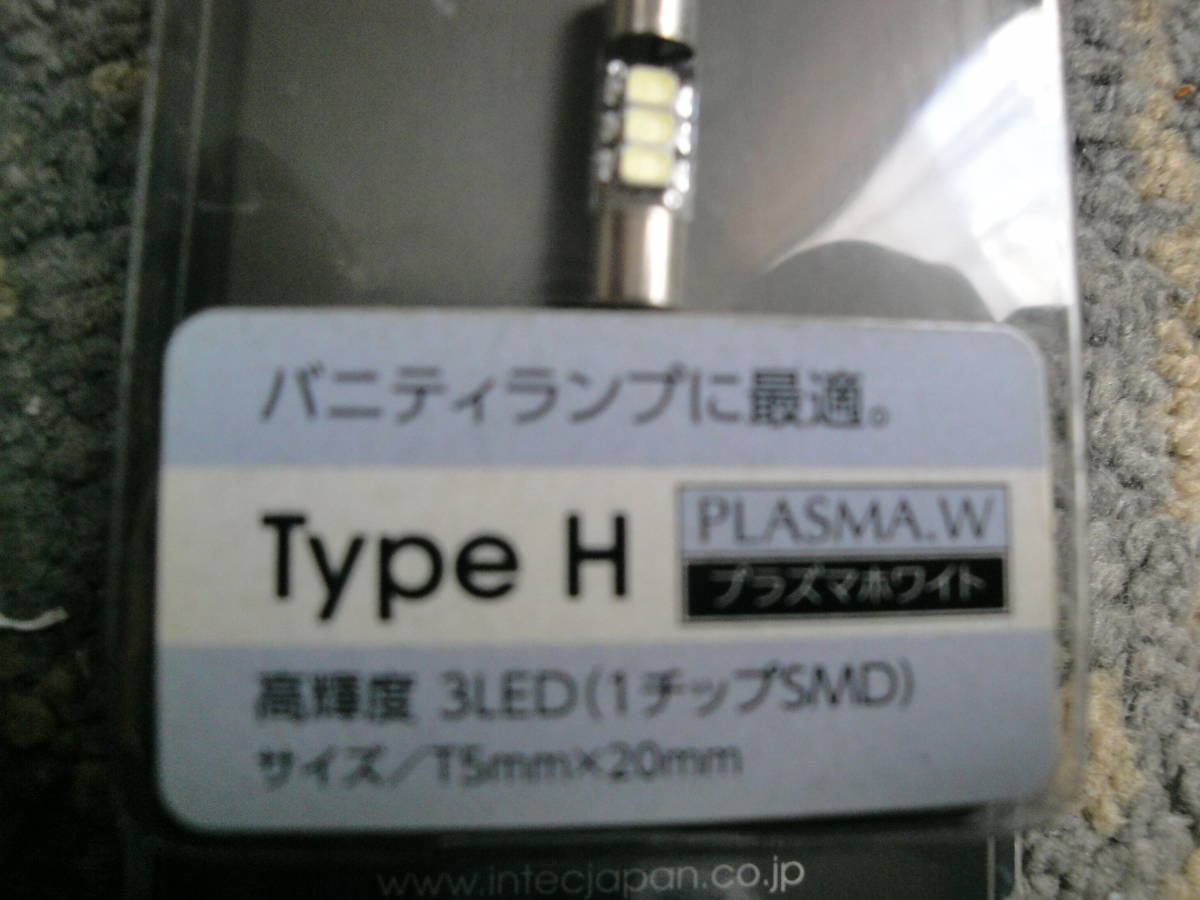 バニティランプに最適。
Type H
PLASMA.W
プラズマホワイト
高輝度 3LED(1チップSMD)
サイズ/T5mm×20mm
www.intecjapan.co.jp